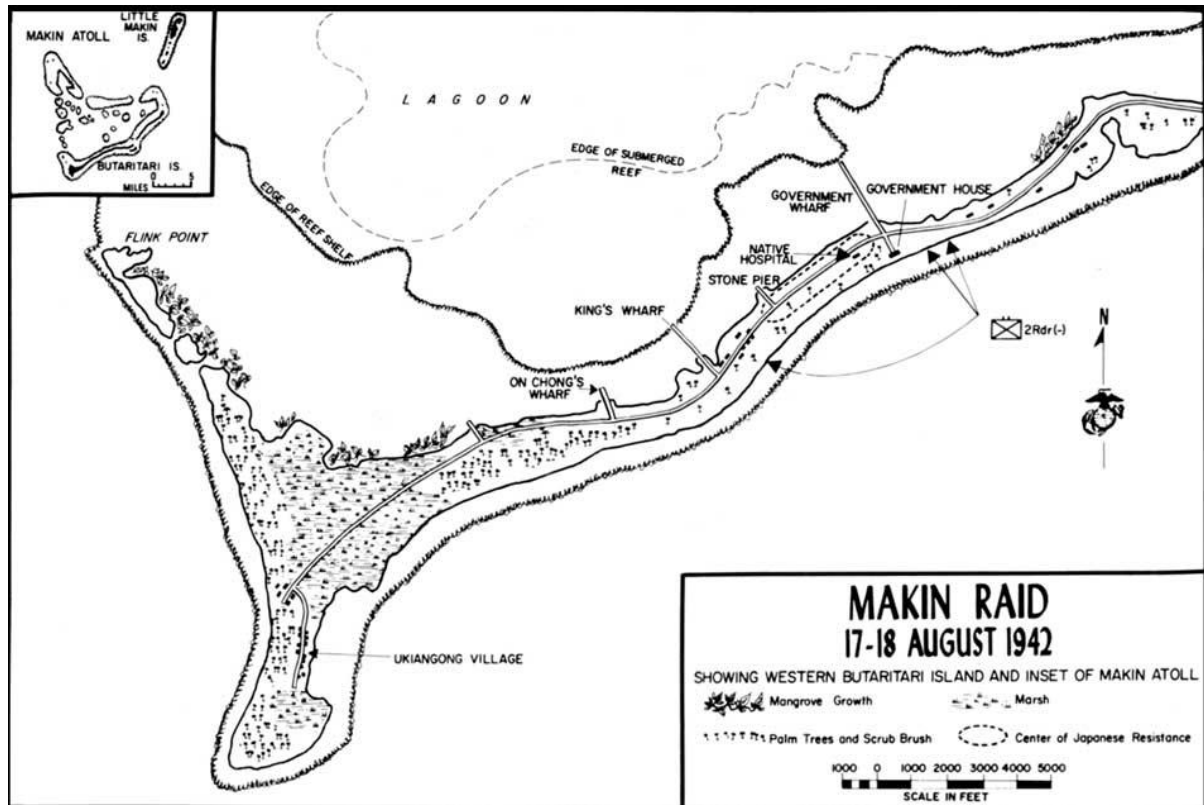 MAKIN ATOLL
LITTLE
MAKIN
IS.
BUTARITARI IS.
0 5
MILES
LAGOON
EDGE OF SUBMERGED
REEF
EDGE OF REEF SHELF
FLINK POINT
GOVERNMENT
WHARF
GOVERNMENT HOUSE
NATIVE
HOSPITAL
STONE PIER
KING'S WHARF
ON CHONG'S
WHARF
2Rdr(-)
N
UKIANGONG VILLAGE
MAKIN RAID
17-18 AUGUST 1942
SHOWING WESTERN BUTARITARI ISLAND AND INSET OF MAKIN ATOLL
Mangrove Growth
Marsh
Palm Trees and Scrub Brush
Center of Japanese Resistance
1000 0 1000 2000 3000 4000 5000
SCALE IN FEET